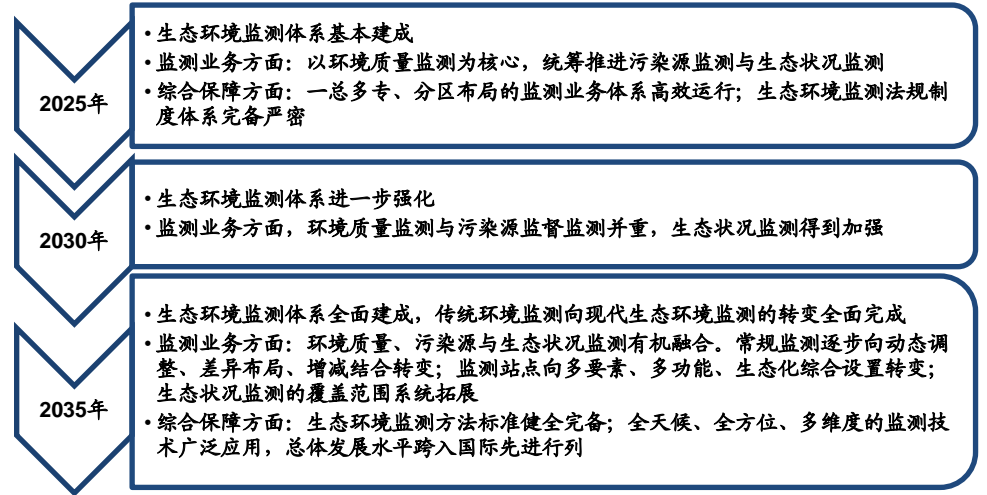 2025年
• 生态环境监测体系基本建成
• 监测业务方面：以环境质量监测为核心，统筹推进污染源监测与生态状况监测
• 综合保障方面：一总多专、分区布局的监测业务体系高效运行；生态环境监测法规制
度体系完备严密
2030年
• 生态环境监测体系进一步强化
• 监测业务方面，环境质量监测与污染源监督监测并重，生态状况监测得到加强
2035年
• 生态环境监测体系全面建成，传统环境监测向现代生态环境监测的转变全面完成
• 监测业务方面：环境质量、污染源与生态状况监测有机融合。常规监测逐步向动态调
整、差异布局、增减结合转变；监测站点向多要素、多功能、生态化综合设置转变；
生态状况监测的覆盖范围系统拓展
• 综合保障方面：生态环境监测方法标准健全完备；全天候、全方位、多维度的监测技
术广泛应用，总体发展水平跨入国际先进行列